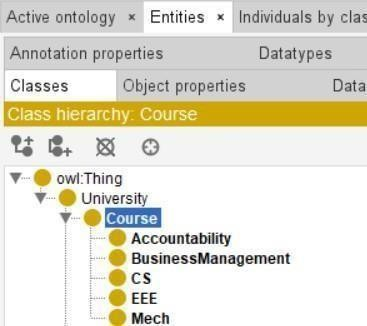 Active ontology × Entities × Individuals by clas
Annotation properties Datatypes
Classes Object properties Data
Class hierarchy: Course
owl:Thing
University
Course
Accountability
BusinessManagement
CS
EEE
Mech